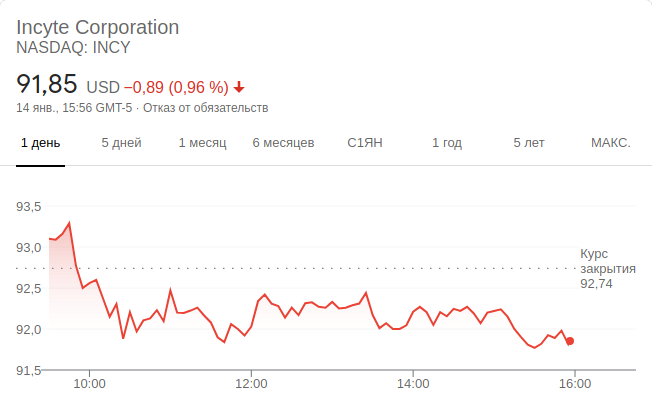 Incyte Corporation
NASDAQ: INCY
91,85 USD −0,89 (0,96 %)
14 янв., 15:56 GMT-5 · Отказ от обязательств
1 день 5 дней 1 месяц 6 месяцев С1ЯН 1 год 5 лет МАКС.
93,5
93,0
92,5
92,0
91,5
Курс
закрытия
92,74
10:00 12:00 14:00 16:00